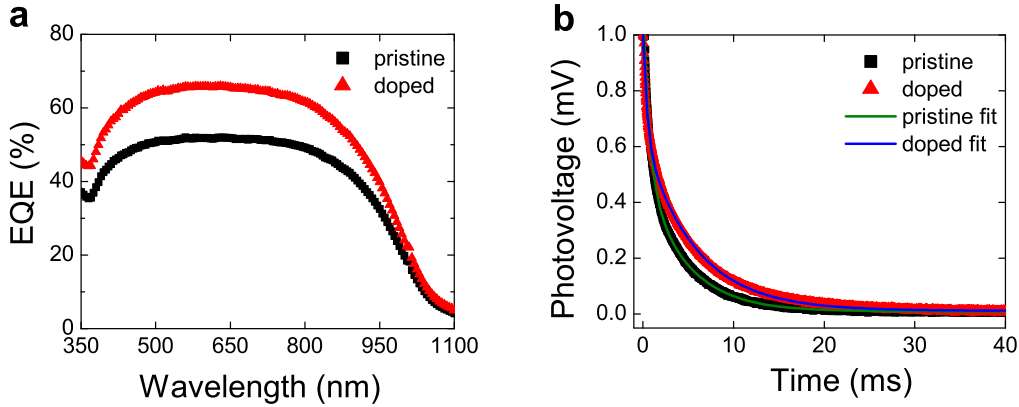 a
80
60
40
20
0
EQE (%)
pristine
doped
350
500
650
800
950
1100
Wavelength (nm)
b
1.0
0.8
0.6
0.4
0.2
0.0
Photovoltage (mV)
pristine
doped
pristine fit
doped fit
0
10
20
30
40
Time (ms)